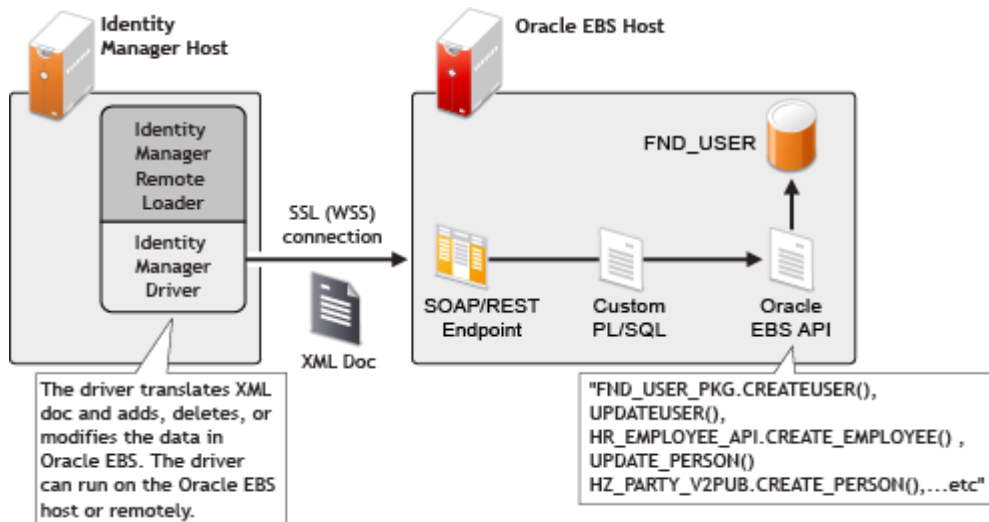 Identity
Manager Host
Oracle EBS Host
Identity
Manager
Remote
Loader
Identity
Manager
Driver
SSL (WSS)
connection
XML Doc
FND_USER
SOAP/REST
Endpoint
Custom
PL/SQL
Oracle
EBS API
The driver translates XML
doc and adds, deletes, or
modifies the data in
Oracle EBS. The driver
can run on the Oracle EBS
host or remotely.
"FND_USER_PKG.CREATEUSER(),
UPDATEUSER(),
HR_EMPLOYEE_API.CREATE_EMPLOYEE() ,
UPDATE_PERSON()
HZ_PARTY_V2PUB.CREATE_PERSON(),...etc"